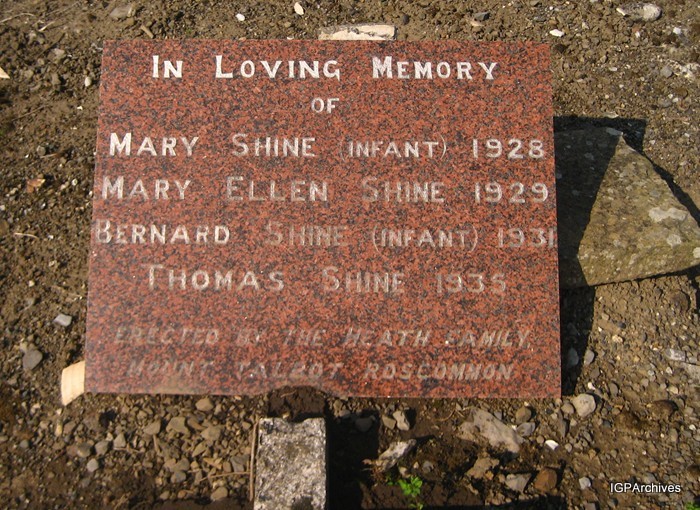 In Loving Memory
of
Mary Shine (infant) 1928
Mary Ellen Shine 1929
Bernard Shine (infant) 1931
Thomas Shine 1935
Erected by the Heath Family
Mount Talbot Roscommon
IGPArchives